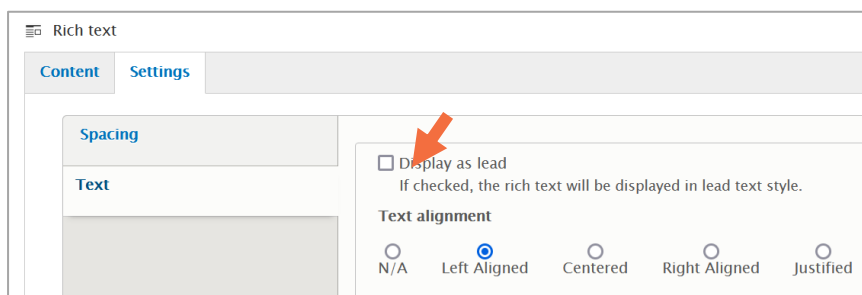 Rich text
Content Settings
Spacing
Text
Display as lead
If checked, the rich text will be displayed in lead text style.
Text alignment
N/A Left Aligned Centered Right Aligned Justified